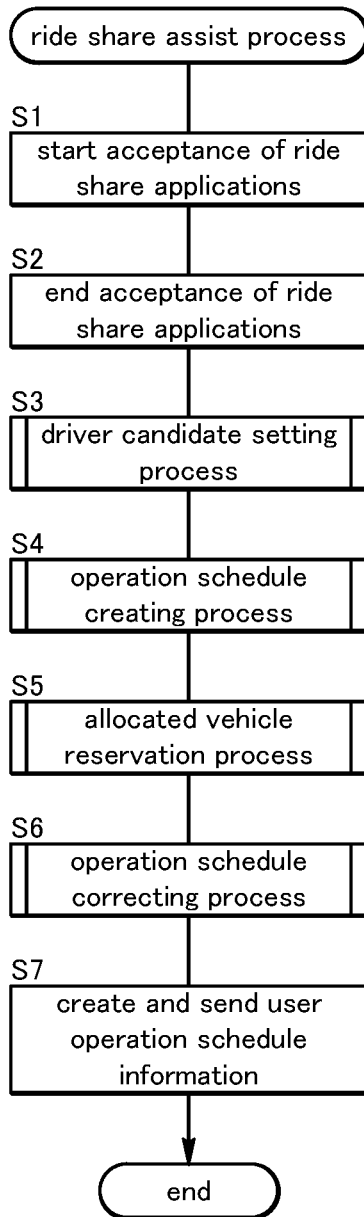 ride share assist process
S1
start acceptance of ride
share applications
S2
end acceptance of ride
share applications
S3
driver candidate setting
process
S4
operation schedule
creating process
S5
allocated vehicle
reservation process
S6
operation schedule
correcting process
S7
create and send user
operation schedule
information
end